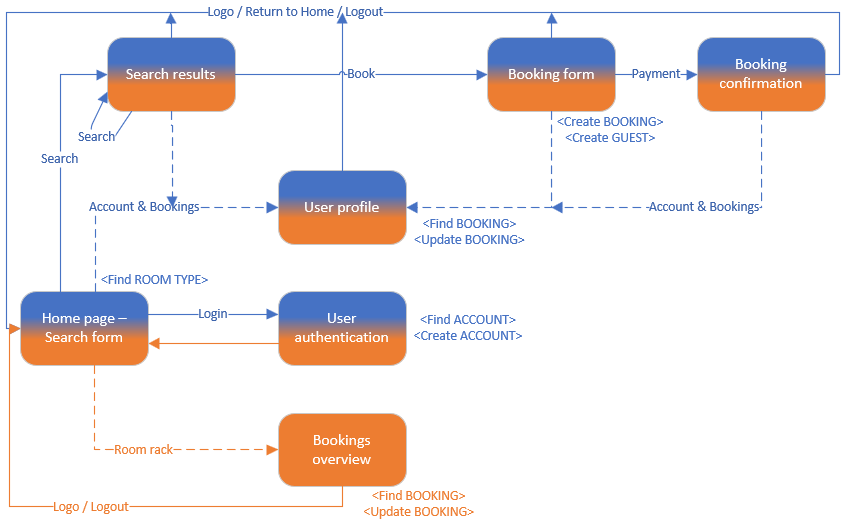 Logo / Return to Home / Logout
Search results
Book
Booking form
Payment
Booking
confirmation
<Create BOOKING>
<Create GUEST>
Search
Search
Account & Bookings
User profile
Account & Bookings
<Find BOOKING>
<Update BOOKING>
<Find ROOM TYPE>
Home page –
Search form
Login
User
authentication
<Find ACCOUNT>
<Create ACCOUNT>
Room rack
Bookings
overview
Logo / Logout
<Find BOOKING>
<Update BOOKING>